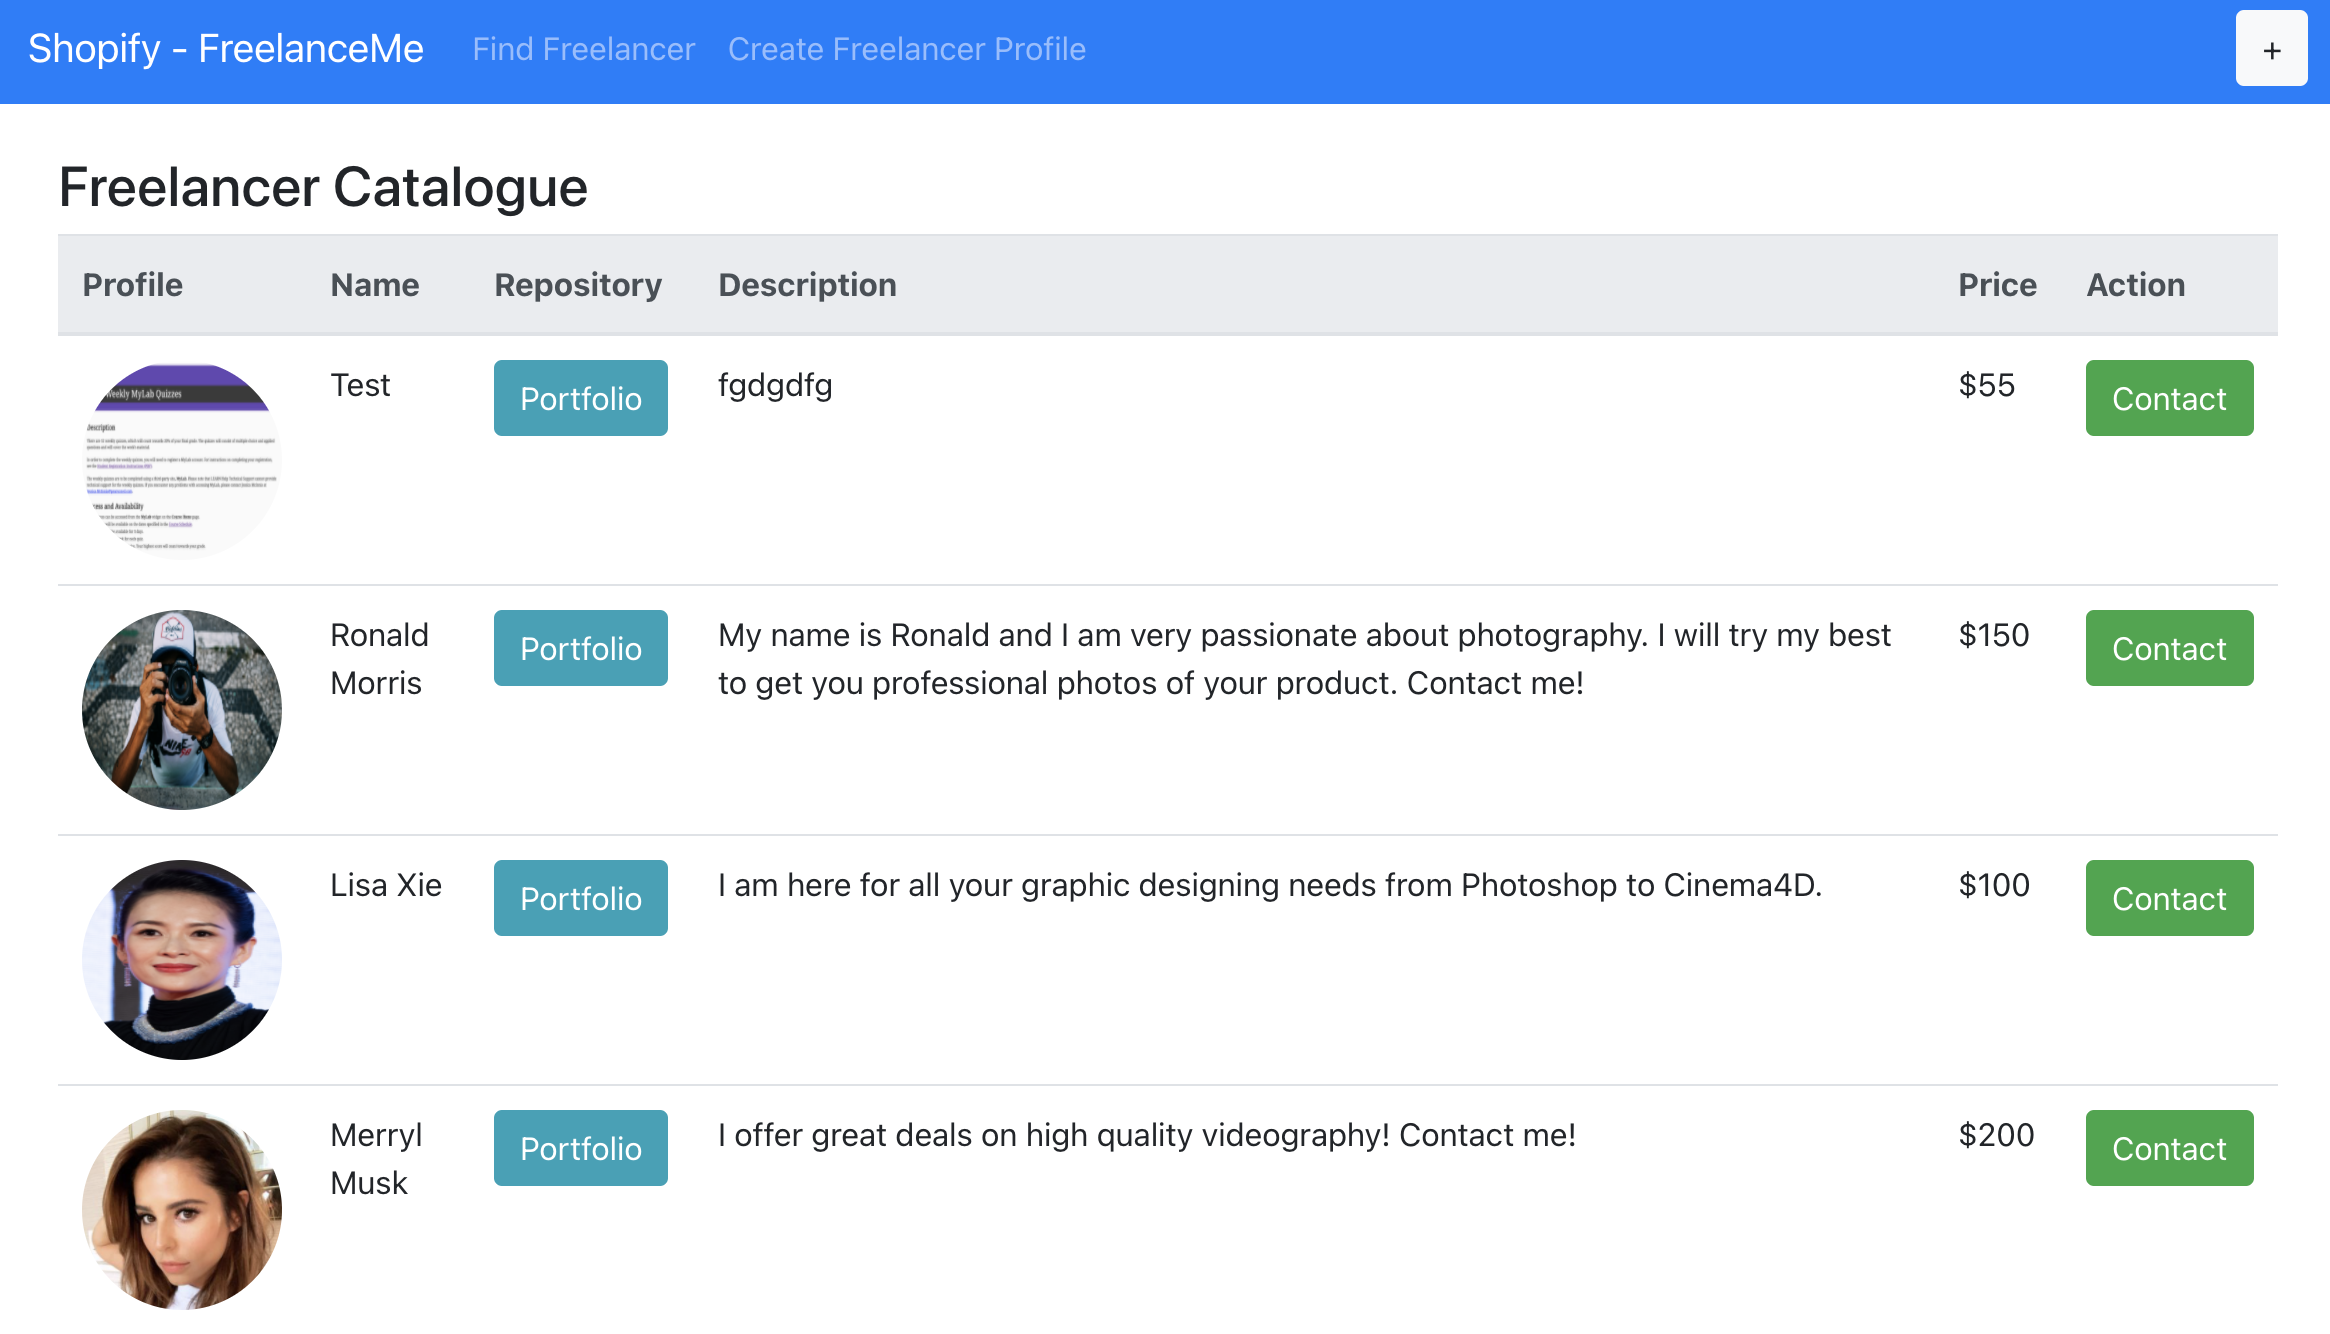 Shopify - FreelanceMe Find Freelancer Create Freelancer Profile +
Freelancer Catalogue
Profile Name Repository Description Price Action
Weekly MyLab Quizzes
Description
Access and Availability
Test Portfolio fgdgdfg $55 Contact
Ronald Portfolio My name is Ronald and I am very passionate about photography. I will try my best $150 Contact
Morris to get you professional photos of your product. Contact me!
NIKE
Lisa Xie Portfolio I am here for all your graphic designing needs from Photoshop to Cinema4D. $100 Contact
Merryl Portfolio I offer great deals on high quality videography! Contact me! $200 Contact
Musk